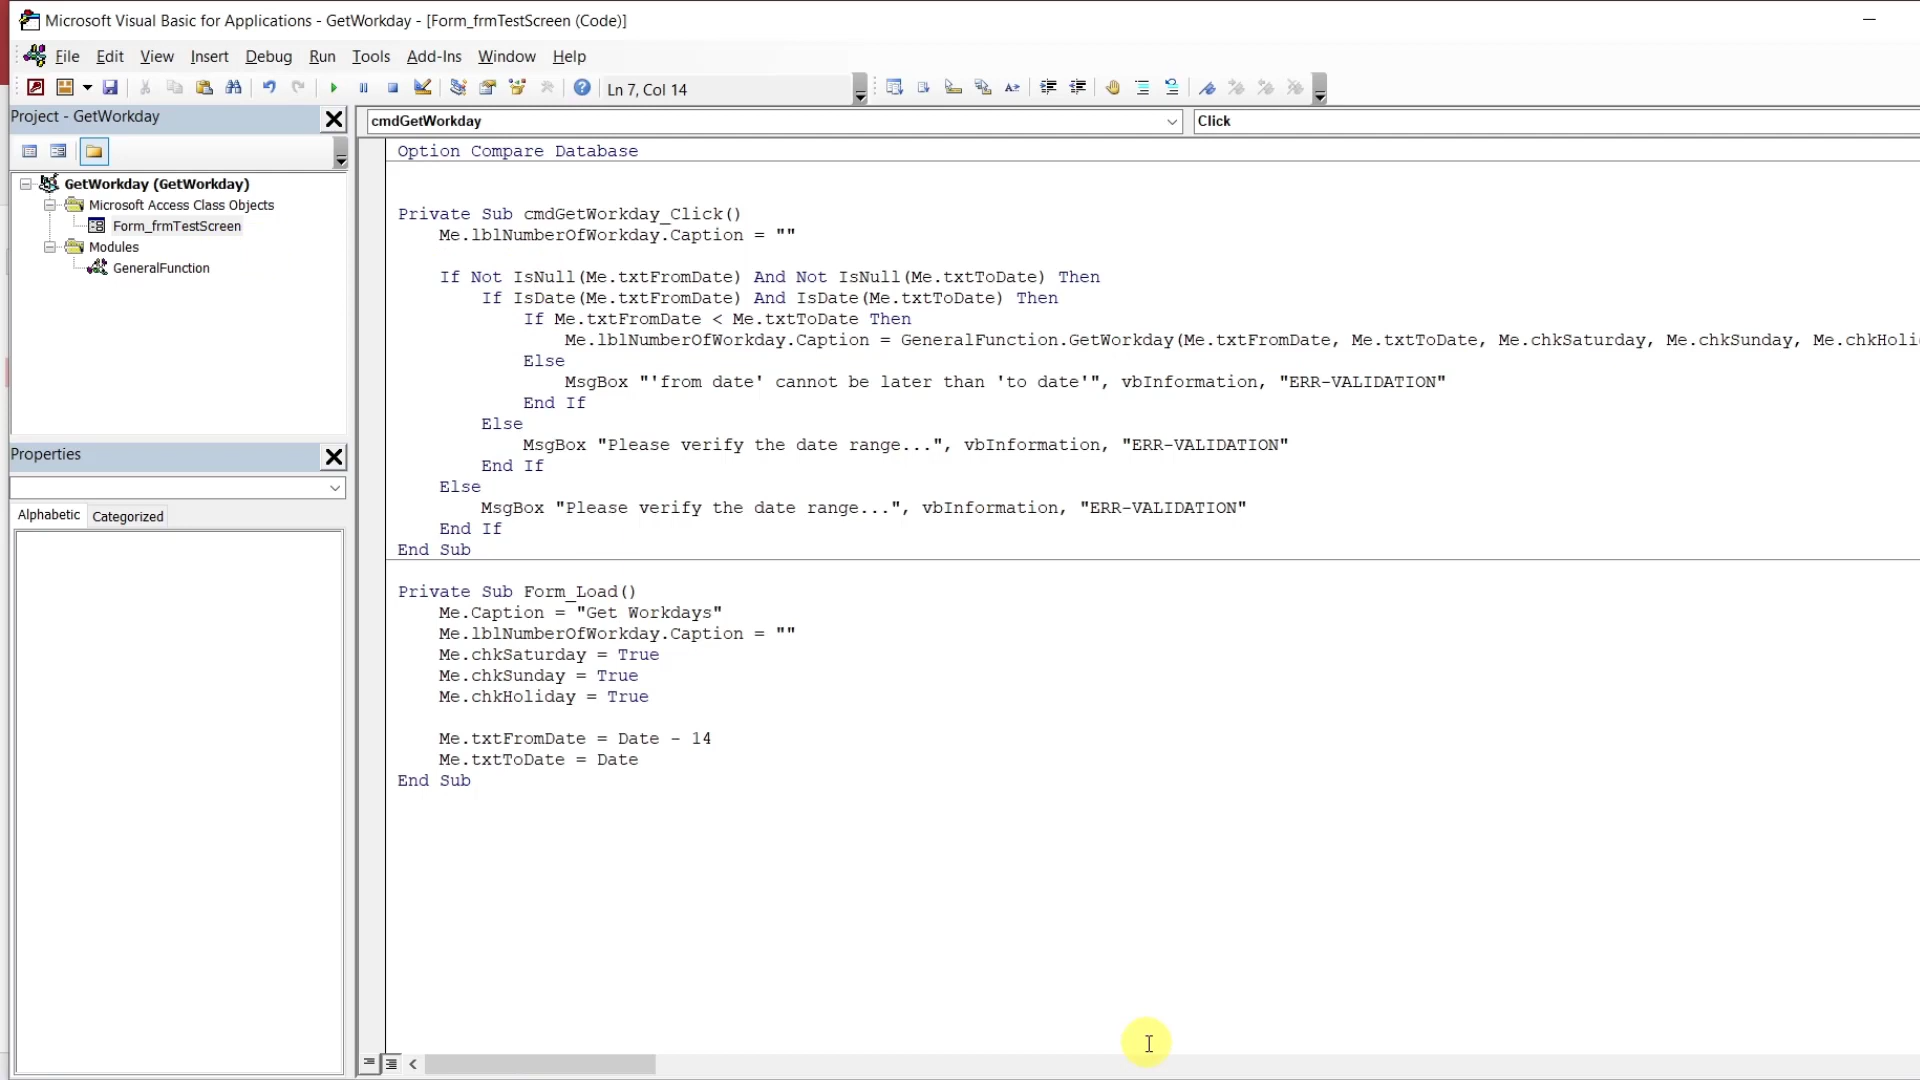 Microsoft Visual Basic for Applications - GetWorkday - [Form_frmTestScreen (Code)]
File Edit View Insert Debug Run Tools Add-Ins Window Help
Ln 7, Col 14
Project - GetWorkday
cmdGetWorkday
Click
GetWorkday (GetWorkday)
Microsoft Access Class Objects
Form_frmTestScreen
Modules
GeneralFunction
Properties
Alphabetic Categorized
Option Compare Database
Private Sub cmdGetWorkday_Click()
Me.lblNumberOfWorkday.Caption = ""
If Not IsNull(Me.txtFromDate) And Not IsNull(Me.txtToDate) Then
If IsDate(Me.txtFromDate) And IsDate(Me.txtToDate) Then
If Me.txtFromDate < Me.txtToDate Then
Me.lblNumberOfWorkday.Caption = GeneralFunction.GetWorkday(Me.txtFromDate, Me.txtToDate, Me.chkSaturday, Me.chkSunday, Me.chkHoli
Else
MsgBox "'from date' cannot be later than 'to date'", vbInformation, "ERR-VALIDATION"
End If
Else
MsgBox "Please verify the date range...", vbInformation, "ERR-VALIDATION"
End If
Else
MsgBox "Please verify the date range...", vbInformation, "ERR-VALIDATION"
End If
End Sub
Private Sub Form_Load()
Me.Caption = "Get Workdays"
Me.lblNumberOfWorkday.Caption = ""
Me.chkSaturday = True
Me.chkSunday = True
Me.chkHoliday = True
Me.txtFromDate = Date - 14
Me.txtToDate = Date
End Sub